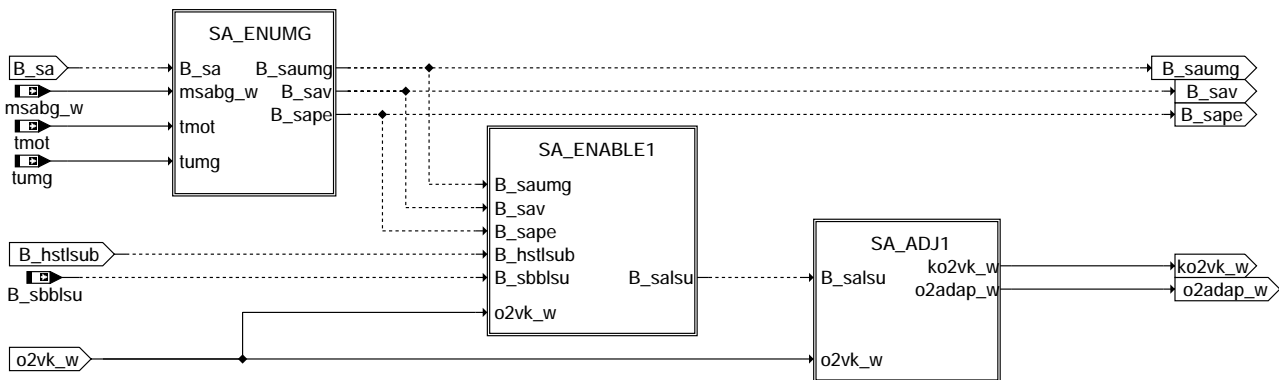 SA_ENUMG
B_sa
B_sa
B_saumg
B_saumg
msabg_w
B_sav
B_sav
msabg_w
B_sape
B_sape
tmot
tmot
tumg
tumg
SA_ENABLE1
B_saumg
B_sav
B_sape
B_hstlsub
B_hstlsub
B_sbblsu
B_salsu
B_sbblsu
o2vk_w
SA_ADJ1
ko2vk_w
ko2vk_w
B_salsu
o2adap_w
o2adap_w
o2vk_w
o2vk_w